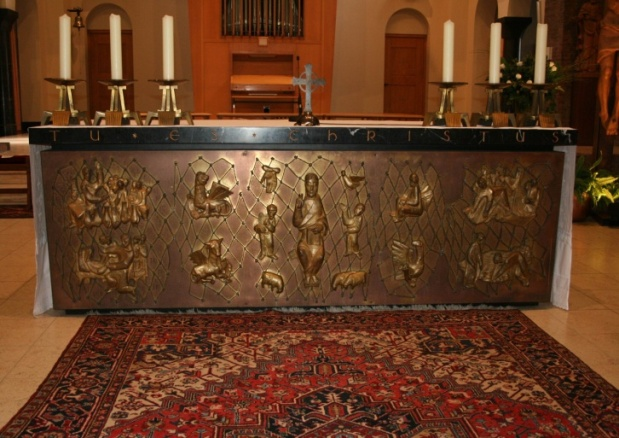 TU · ES · CHRISTUS